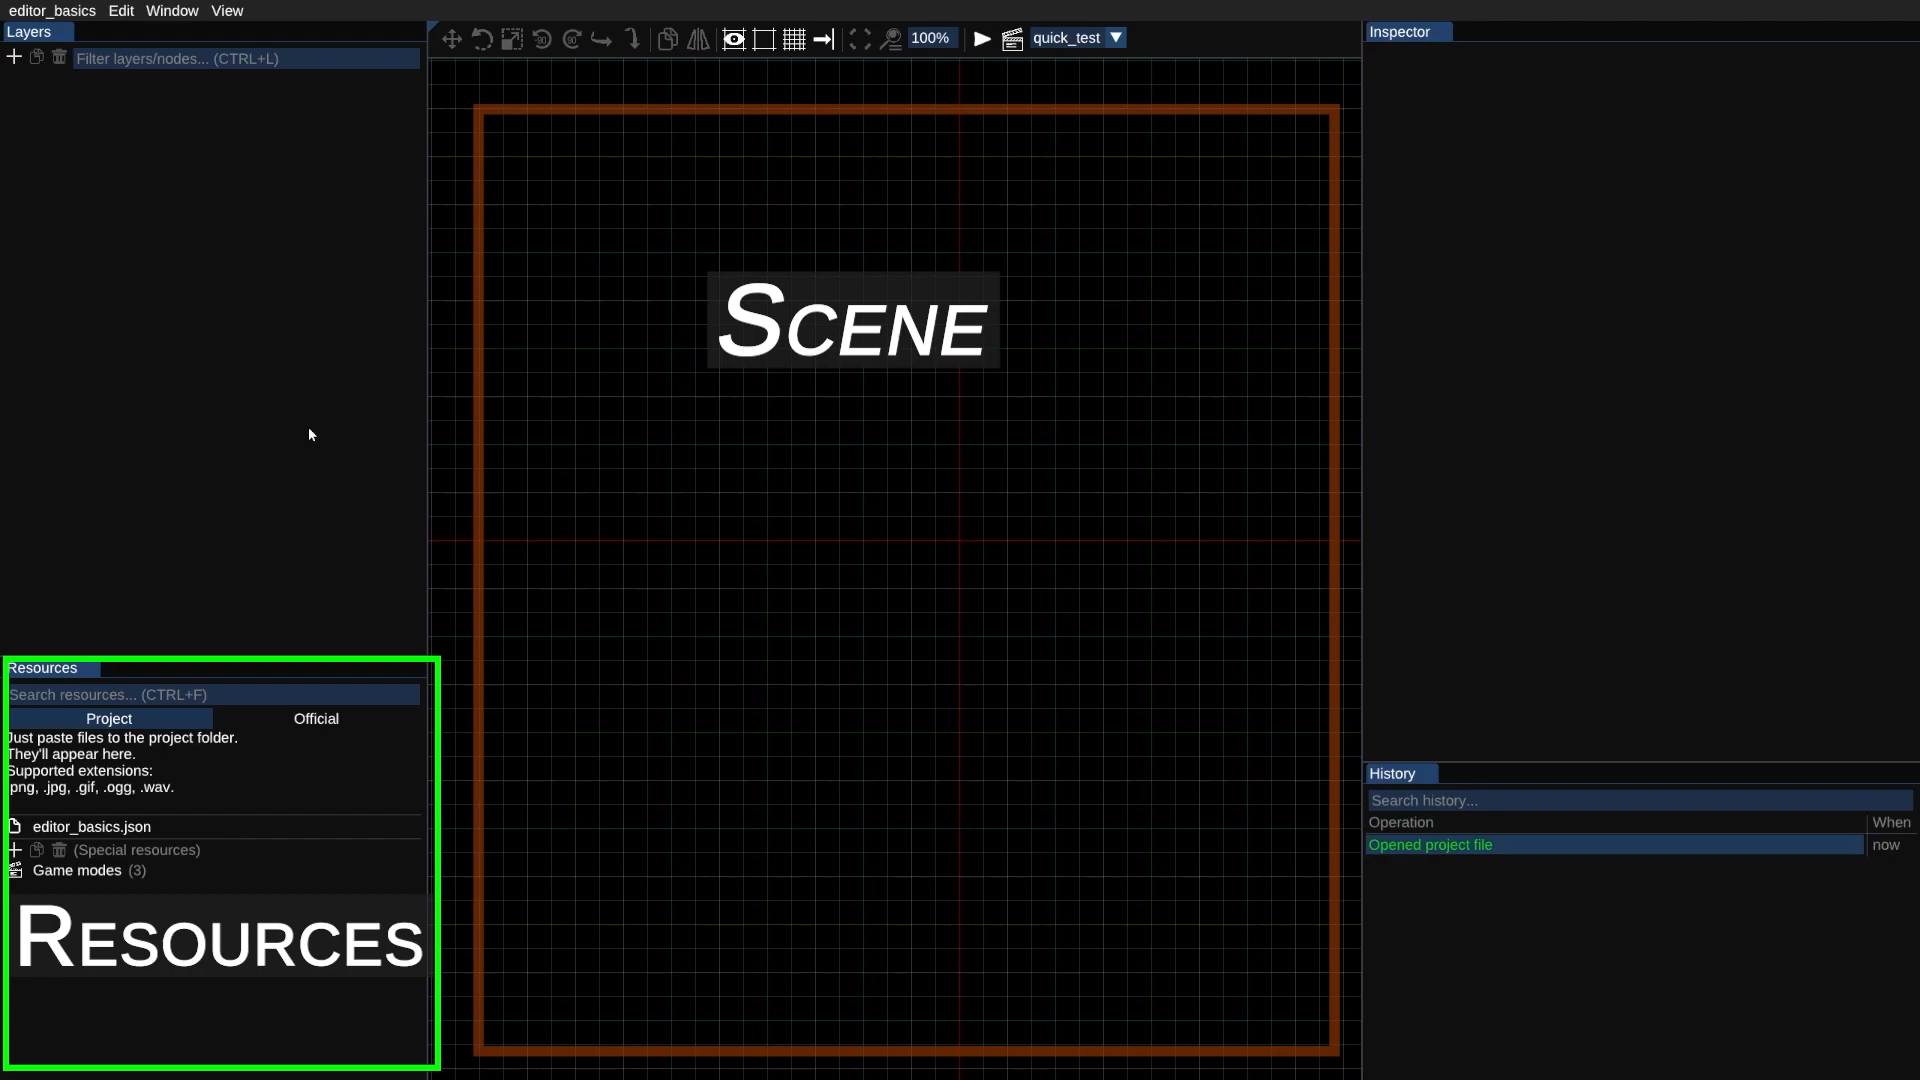 editor_basics Edit Window View
Layers
Filter layers/nodes... (CTRL+L)
-90 90 100% quick_test
Inspector
SCENE
Resources
Search resources... (CTRL+F)
Project Official
Just paste files to the project folder.
They'll appear here.
Supported extensions:
.png, .jpg, .gif, .ogg, .wav.
editor_basics.json
(Special resources)
Game modes (3)
RESOURCES
History
Search history...
Operation When
Opened project file now